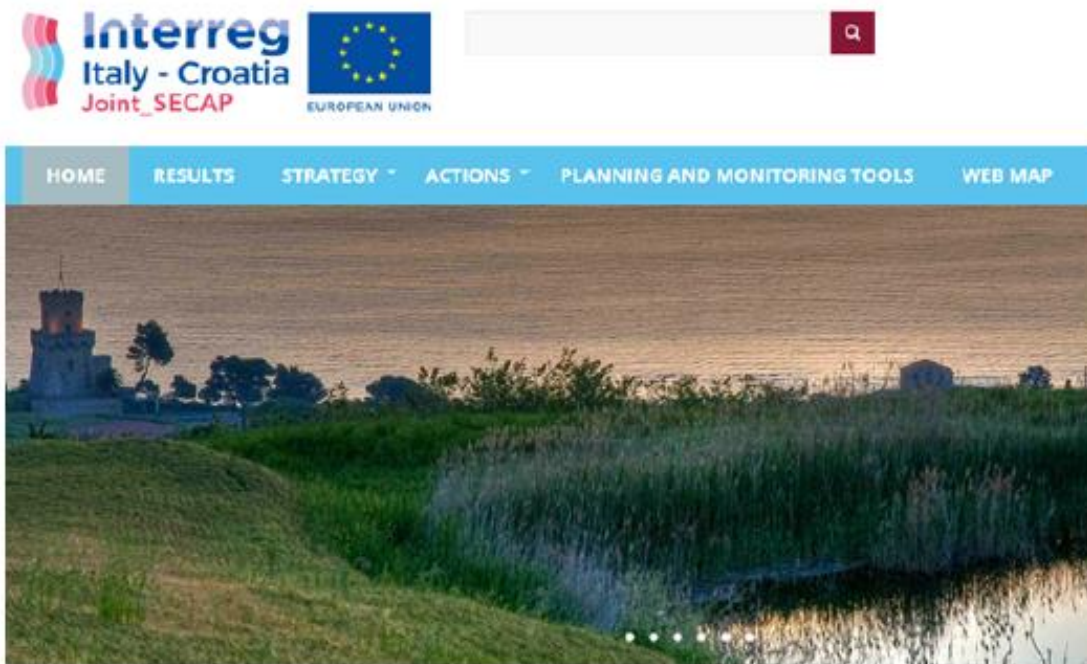 Interreg
Italy - Croatia
Joint_SECAP
EUROPEAN UNION
HOME RESULTS STRATEGY ACTIONS PLANNING AND MONITORING TOOLS WEB MAP